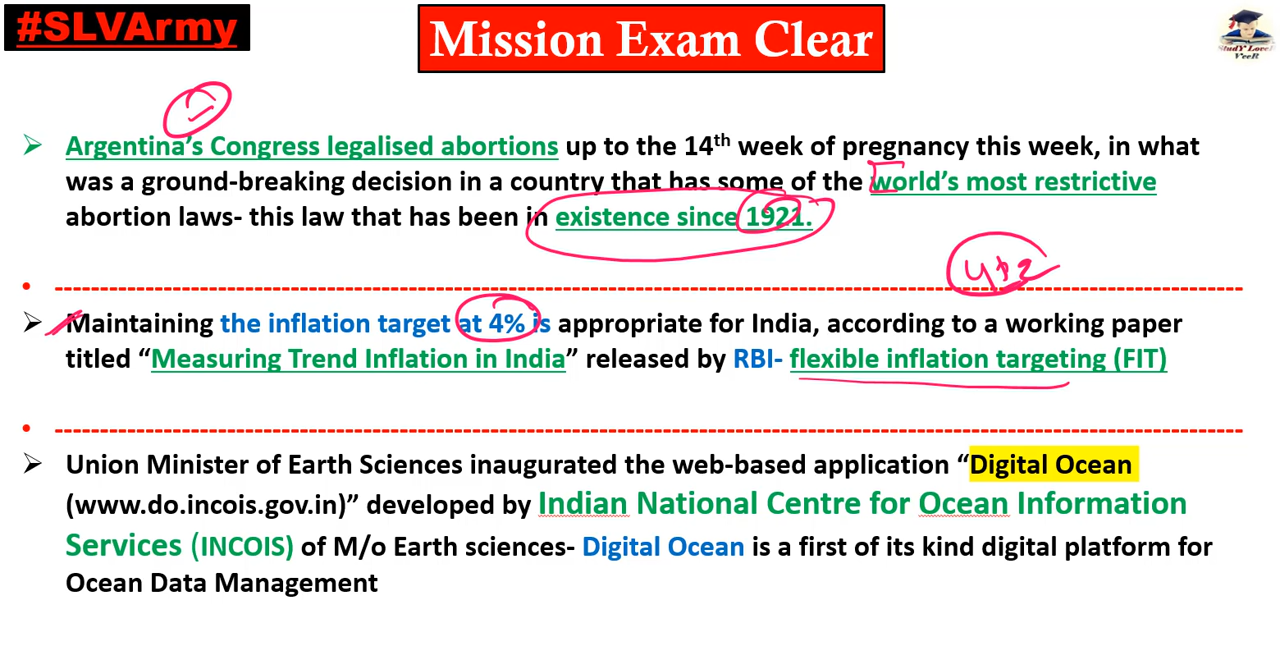 #SLVArmy
Mission Exam Clear
StudY LoveR
VeeR
➢ Argentina's Congress legalised abortions up to the 14th week of pregnancy this week, in what
was a ground-breaking decision in a country that has some of the world's most restrictive
abortion laws- this law that has been in existence since 1921.
4±2
➢ Maintaining the inflation target at 4% is appropriate for India, according to a working paper
titled “Measuring Trend Inflation in India” released by RBI- flexible inflation targeting (FIT)
➢ Union Minister of Earth Sciences inaugurated the web-based application “Digital Ocean
(www.do.incois.gov.in)” developed by Indian National Centre for Ocean Information
Services (INCOIS) of M/o Earth sciences- Digital Ocean is a first of its kind digital platform for
Ocean Data Management